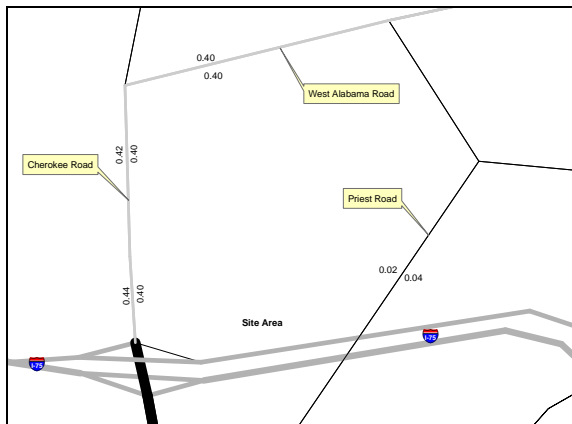 0.40
0.40
West Alabama Road
0.42
0.40
Cherokee Road
Priest Road
0.02
0.04
0.44
0.40
Site Area
I-75
I-75